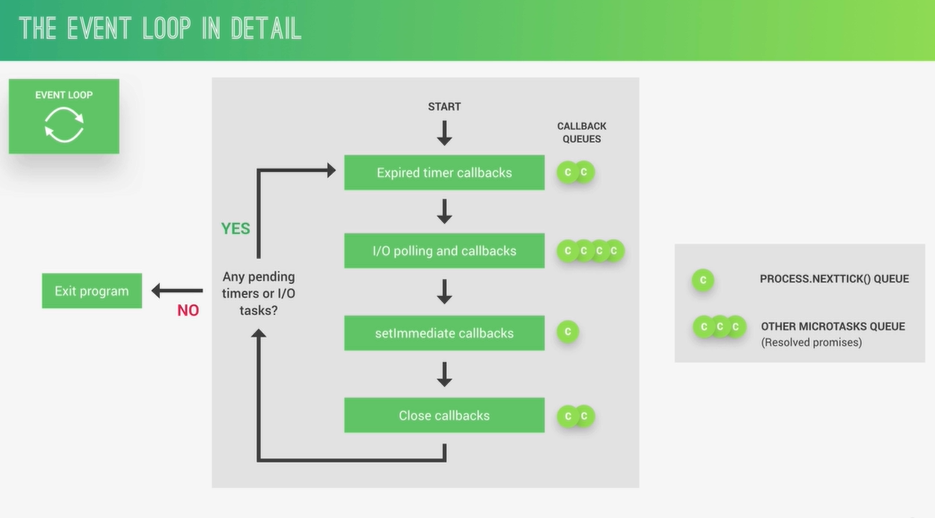 THE EVENT LOOP IN DETAIL
EVENT LOOP
START
CALLBACK
QUEUES
Expired timer callbacks
C C
YES
I/O polling and callbacks
C C C C
Any pending
timers or I/O
tasks?
Exit program
NO
setImmediate callbacks
C
Close callbacks
C C
C
PROCESS.NEXTTICK() QUEUE
C C C
OTHER MICROTASKS QUEUE
(Resolved promises)